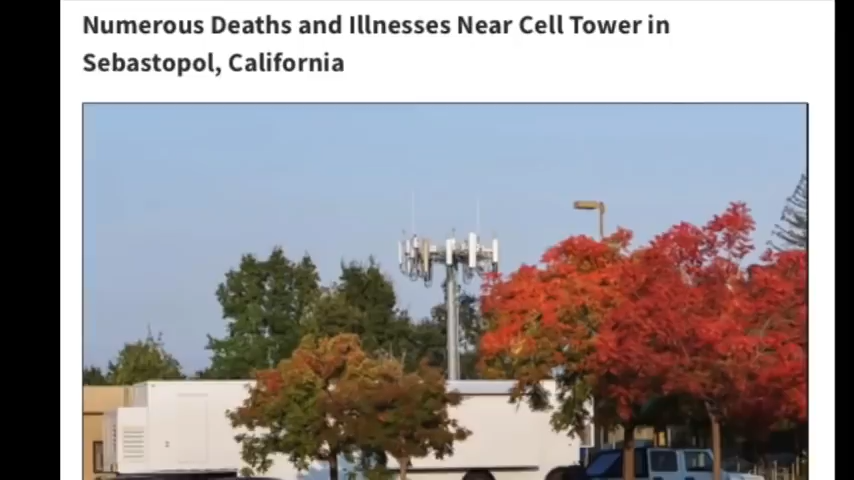 Numerous Deaths and Illnesses Near Cell Tower in
Sebastopol, California